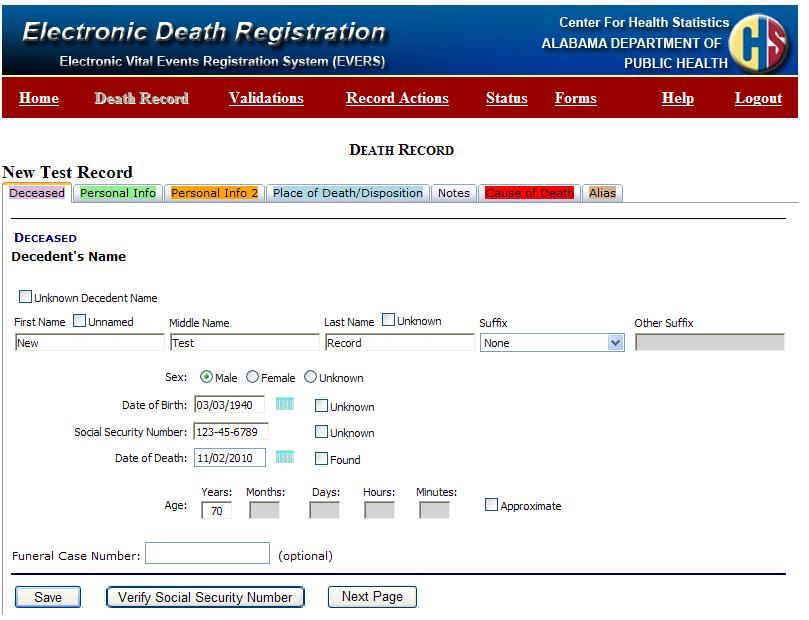 Electronic Death Registration
Electronic Vital Events Registration System (EVERS)
Center For Health Statistics
ALABAMA DEPARTMENT OF
PUBLIC HEALTH
CHS
Home Death Record Validations Record Actions Status Forms Help Logout
DEATH RECORD
New Test Record
Deceased Personal Info Personal Info 2 Place of Death/Disposition Notes Cause of Death Alias
DECEASED
Decedent's Name
Unknown Decedent Name
First Name Unnamed Middle Name Last Name Unknown Suffix Other Suffix
New Test Record None
Sex: Male Female Unknown
Date of Birth: 03/03/1940 Unknown
Social Security Number: 123-45-6789 Unknown
Date of Death: 11/02/2010 Found
Years: Months: Days: Hours: Minutes:
Age: 70 Approximate
Funeral Case Number: (optional)
Save Verify Social Security Number Next Page